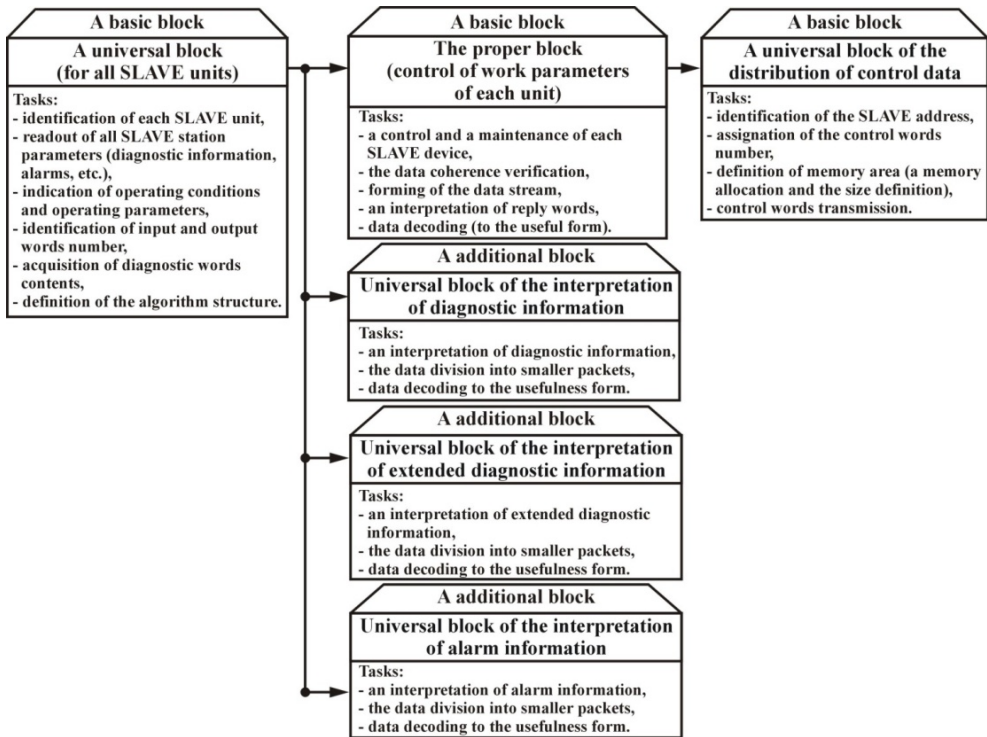 A basic block
A universal block
(for all SLAVE units)
Tasks:
- identification of each SLAVE unit,
- readout of all SLAVE station
parameters (diagnostic information,
alarms, etc.),
- indication of operating conditions
and operating parameters,
- identification of input and output
words number,
- acquisition of diagnostic words
contents,
- definition of the algorithm structure.
A basic block
The proper block
(control of work parameters
of each unit)
Tasks:
- a control and a maintenance of each
SLAVE device,
- the data coherence verification,
- forming of the data stream,
- an interpretation of reply words,
- data decoding (to the useful form).
A basic block
A universal block of the
distribution of control data
Tasks:
- identification of the SLAVE address,
- assignation of the control words
number,
- definition of memory area (a memory
allocation and the size definition),
- control words transmission.
A additional block
Universal block of the interpretation
of diagnostic information
Tasks:
- an interpretation of diagnostic information,
- the data division into smaller packets,
- data decoding to the usefulness form.
A additional block
Universal block of the interpretation
of extended diagnostic information
Tasks:
- an interpretation of extended diagnostic
information,
- the data division into smaller packets,
- data decoding to the usefulness form.
A additional block
Universal block of the interpretation
of alarm information
Tasks:
- an interpretation of alarm information,
- the data division into smaller packets,
- data decoding to the usefulness form.